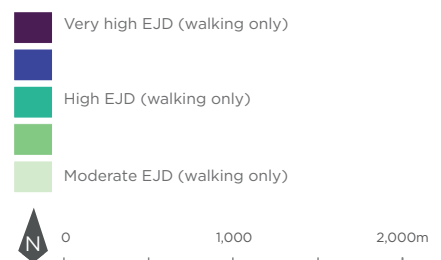 Very high EJD (walking only)
High EJD (walking only)
Moderate EJD (walking only)
N 0 1,000 2,000m